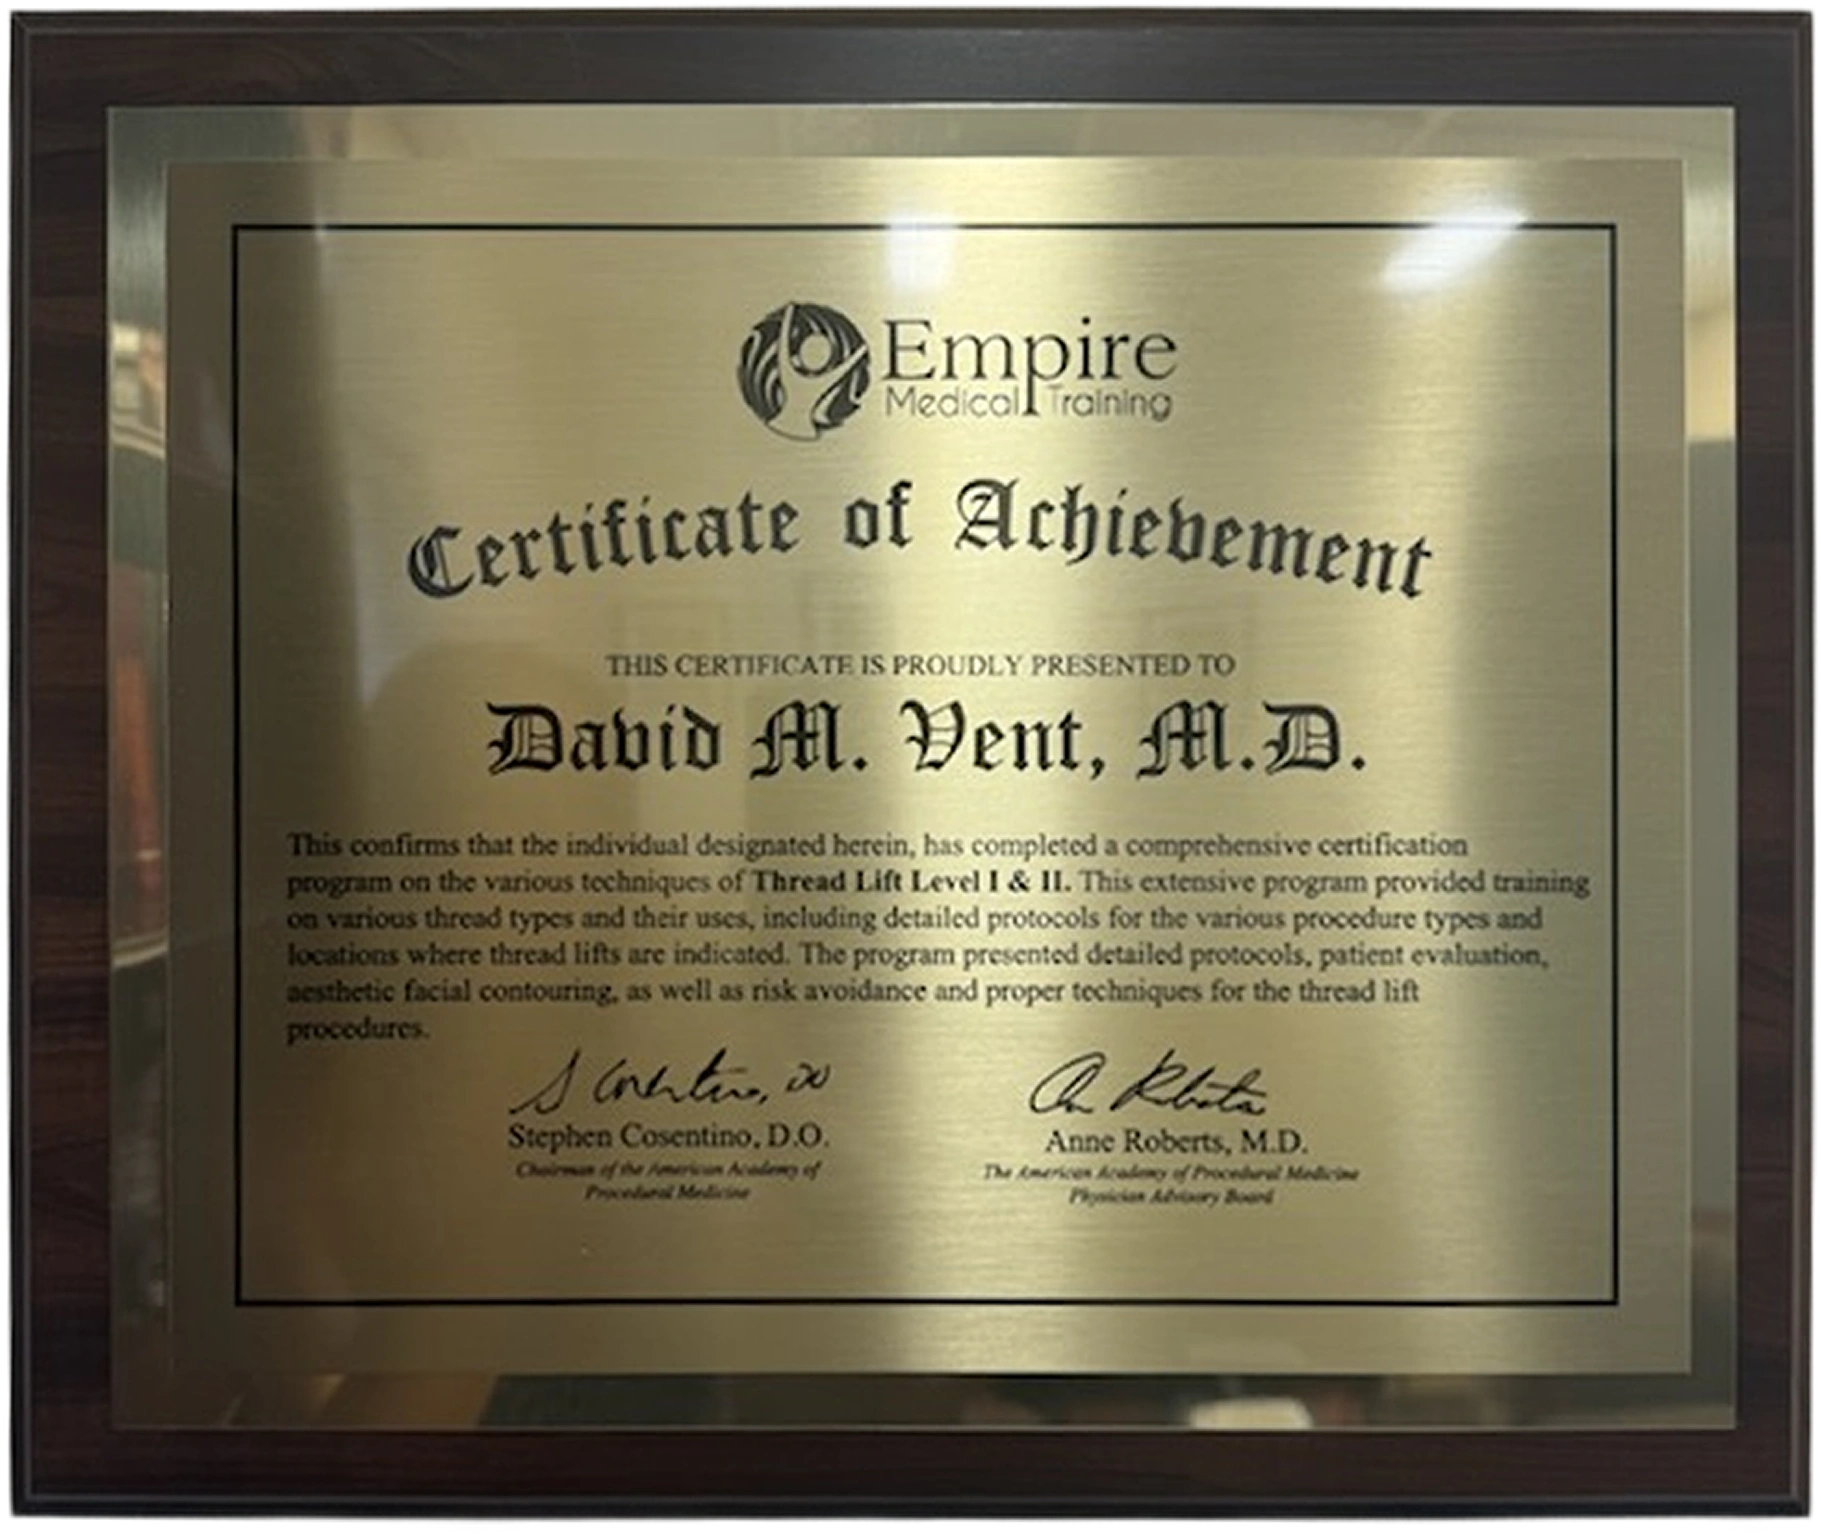 Empire
Medical Training
Certificate of Achievement
THIS CERTIFICATE IS PROUDLY PRESENTED TO
David M. Vent, M.D.
This confirms that the individual designated herein, has completed a comprehensive certification
program on the various techniques of Thread Lift Level I & II. This extensive program provided training
on various thread types and their uses, including detailed protocols for the various procedure types and
locations where thread lifts are indicated. The program presented detailed protocols, patient evaluation,
aesthetic facial contouring, as well as risk avoidance and proper techniques for the thread lift
procedures.
S Cosentino, DO
Stephen Cosentino, D.O.
Chairman of the American Academy of
Procedural Medicine
Anne Roberts, M.D.
The American Academy of Procedural Medicine
Physician Advisory Board